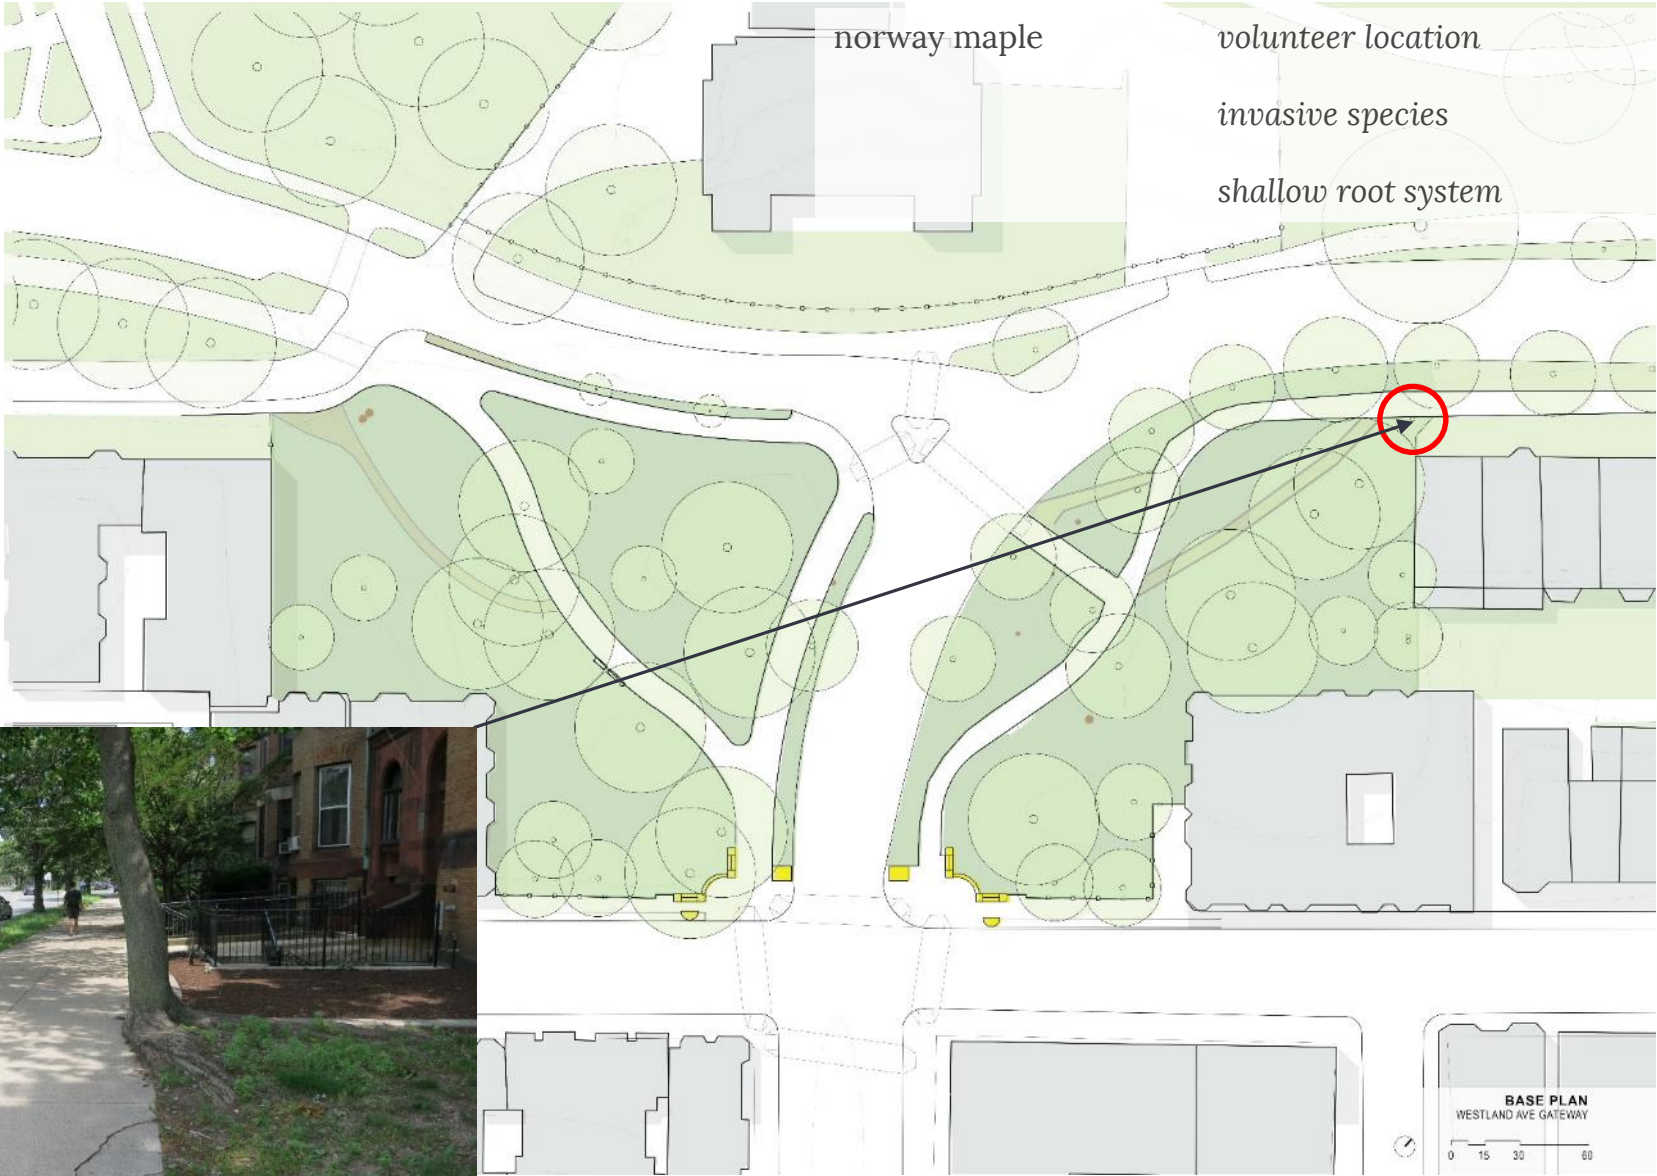 norway maple
volunteer location
invasive species
shallow root system
BASE PLAN
WESTLAND AVE GATEWAY
0 15 30 60